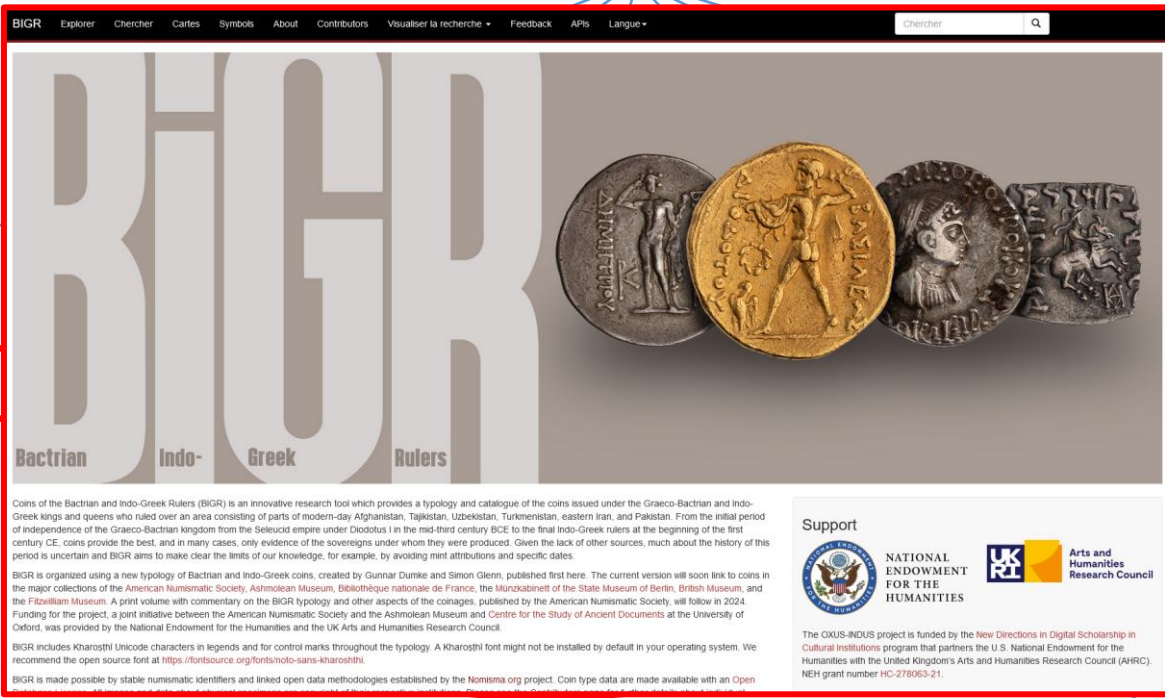 BIGR Explorer Chercher Cartes Symbols About Contributors Visualiser la recherche Feedback APIs Langue Chercher
BiGR
Bactrian Indo- Greek Rulers
ΔΗΜΗΤΡΙΟΥ
ΒΑΣΙΛΕΩΣ
ΔΙΟΔΟΤΟΥ
Coins of the Bactrian and Indo-Greek Rulers (BIGR) is an innovative research tool which provides a typology and catalogue of the coins issued under the Graeco-Bactrian and Indo-
Greek kings and queens who ruled over an area consisting of parts of modern-day Afghanistan, Tajikistan, Uzbekistan, Turkmenistan, eastern Iran, and Pakistan. From the initial period
of independence of the Graeco-Bactrian kingdom from the Seleucid empire under Diodotus I in the mid-third century BCE to the final Indo-Greek rulers at the beginning of the first
century CE, coins provide the best, and in many cases, only evidence of the sovereigns under whom they were produced. Given the lack of other sources, much about the history of this
period is uncertain and BIGR aims to make clear the limits of our knowledge, for example, by avoiding mint attributions and specific dates.
BIGR is organized using a new typology of Bactrian and Indo-Greek coins, created by Gunnar Dumke and Simon Glenn, published first here. The current version will soon link to coins in
the major collections of the American Numismatic Society, Ashmolean Museum, Bibliothèque nationale de France, the Münzkabinett of the State Museum of Berlin, British Museum, and
the Fitzwilliam Museum. A print volume with commentary on the BIGR typology and other aspects of the coinages, published by the American Numismatic Society, will follow in 2024.
Funding for the project, a joint initiative between the American Numismatic Society and the Ashmolean Museum and Centre for the Study of Ancient Documents at the University of
Oxford, was provided by the National Endowment for the Humanities and the UK Arts and Humanities Research Council.
BIGR includes Kharoṣṭhī Unicode characters in legends and for control marks throughout the typology. A Kharoṣṭhī font might not be installed by default in your operating system. We
recommend the open source font at https://fontsource.org/fonts/noto-sans-kharoshthi.
BIGR is made possible by stable numismatic identifiers and linked open data methodologies established by the Nomisma.org project. Coin type data are made available with an Open
Support
NATIONAL
ENDOWMENT
FOR THE
HUMANITIES
UKRI
Arts and
Humanities
Research Council
The OXUS-INDUS project is funded by the New Directions in Digital Scholarship in
Cultural Institutions program that partners the U.S. National Endowment for the
Humanities with the United Kingdom's Arts and Humanities Research Council (AHRC).
NEH grant number HC-278063-21.